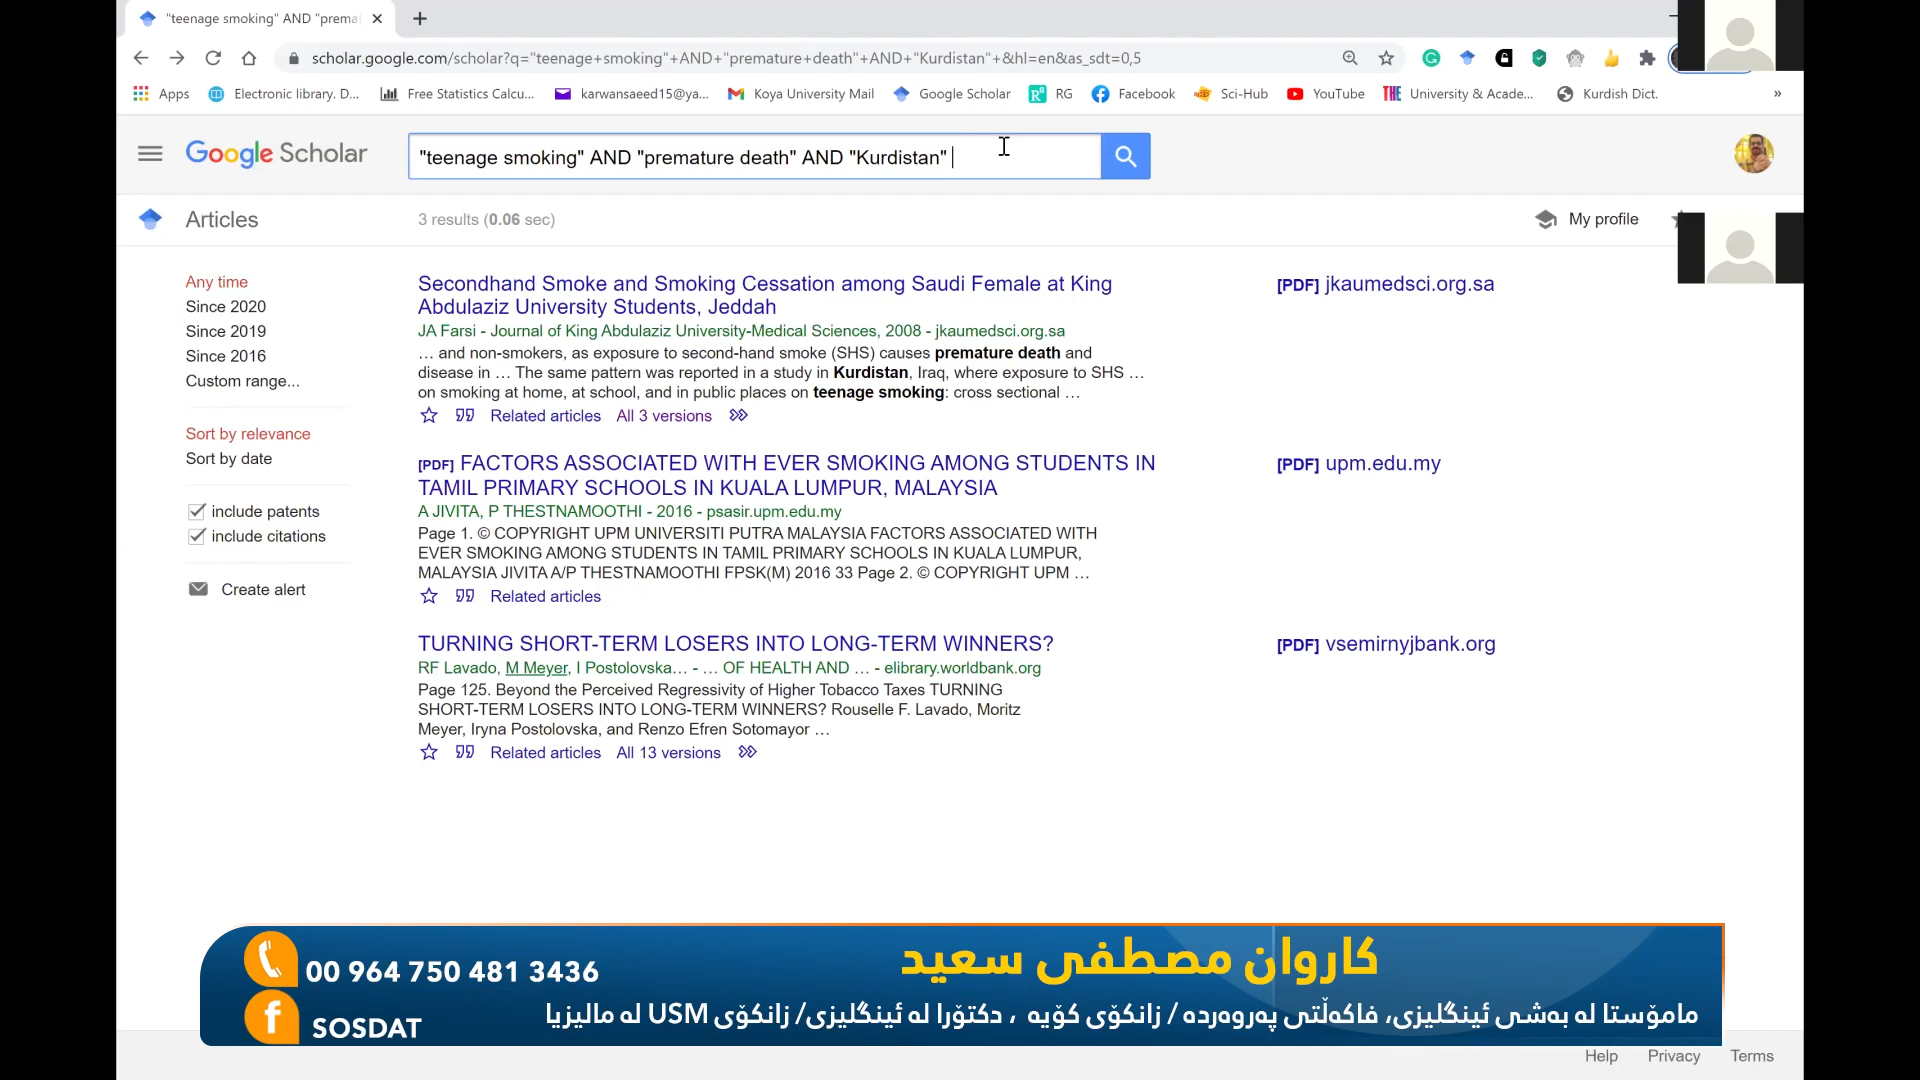 "teenage smoking" AND "prema
scholar.google.com/scholar?q="teenage+smoking"+AND+"premature+death"+AND+"Kurdistan"+&hl=en&as_sdt=0,5
Apps Electronic library. D... Free Statistics Calcu... karwansaeed15@ya... Koya University Mail Google Scholar RG Facebook Sci-Hub YouTube University & Acade... Kurdish Dict. »
Google Scholar
"teenage smoking" AND "premature death" AND "Kurdistan"
Articles
3 results (0.06 sec)
My profile
Any time
Since 2020
Since 2019
Since 2016
Custom range...
Sort by relevance
Sort by date
include patents
include citations
Create alert
Secondhand Smoke and Smoking Cessation among Saudi Female at King
Abdulaziz University Students, Jeddah
JA Farsi - Journal of King Abdulaziz University-Medical Sciences, 2008 - jkaumedsci.org.sa
… and non-smokers, as exposure to second-hand smoke (SHS) causes premature death and
disease in … The same pattern was reported in a study in Kurdistan, Iraq, where exposure to SHS …
on smoking at home, at school, and in public places on teenage smoking: cross sectional …
Related articles All 3 versions
[PDF] jkaumedsci.org.sa
[PDF] FACTORS ASSOCIATED WITH EVER SMOKING AMONG STUDENTS IN
TAMIL PRIMARY SCHOOLS IN KUALA LUMPUR, MALAYSIA
A JIVITA, P THESTNAMOOTHI - 2016 - psasir.upm.edu.my
Page 1. © COPYRIGHT UPM UNIVERSITI PUTRA MALAYSIA FACTORS ASSOCIATED WITH
EVER SMOKING AMONG STUDENTS IN TAMIL PRIMARY SCHOOLS IN KUALA LUMPUR,
MALAYSIA JIVITA A/P THESTNAMOOTHI FPSK(M) 2016 33 Page 2. © COPYRIGHT UPM …
Related articles
[PDF] upm.edu.my
TURNING SHORT-TERM LOSERS INTO LONG-TERM WINNERS?
RF Lavado, M Meyer, I Postolovska… - … OF HEALTH AND … - elibrary.worldbank.org
Page 125. Beyond the Perceived Regressivity of Higher Tobacco Taxes TURNING
SHORT-TERM LOSERS INTO LONG-TERM WINNERS? Rouselle F. Lavado, Moritz
Meyer, Iryna Postolovska, and Renzo Efren Sotomayor …
Related articles All 13 versions
[PDF] vsemirnyjbank.org
00 964 750 481 3436
SOSDAT
کاروان مصطفى سعيد
مامۆستا لە بەشی ئینگلیزی، فاکەڵتی پەروەردە / زانکۆی کۆیە ، دکتۆرا لە ئینگلیزی/ زانکۆی USM لە مالیزیا
Help Privacy Terms